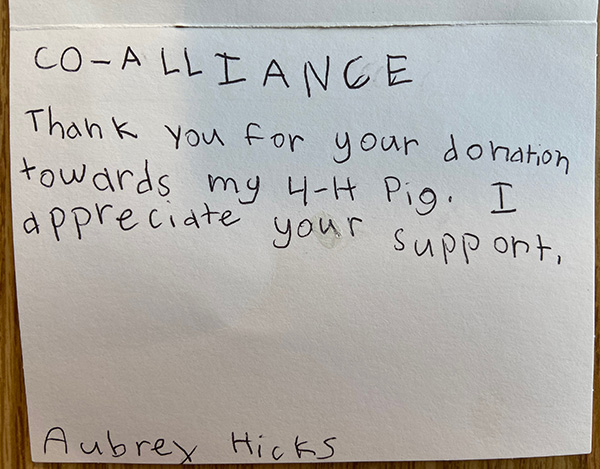 CO-ALLIANCE
Thank you for your donation
towards my 4-H Pig. I
appreciate your support.
Aubrey Hicks